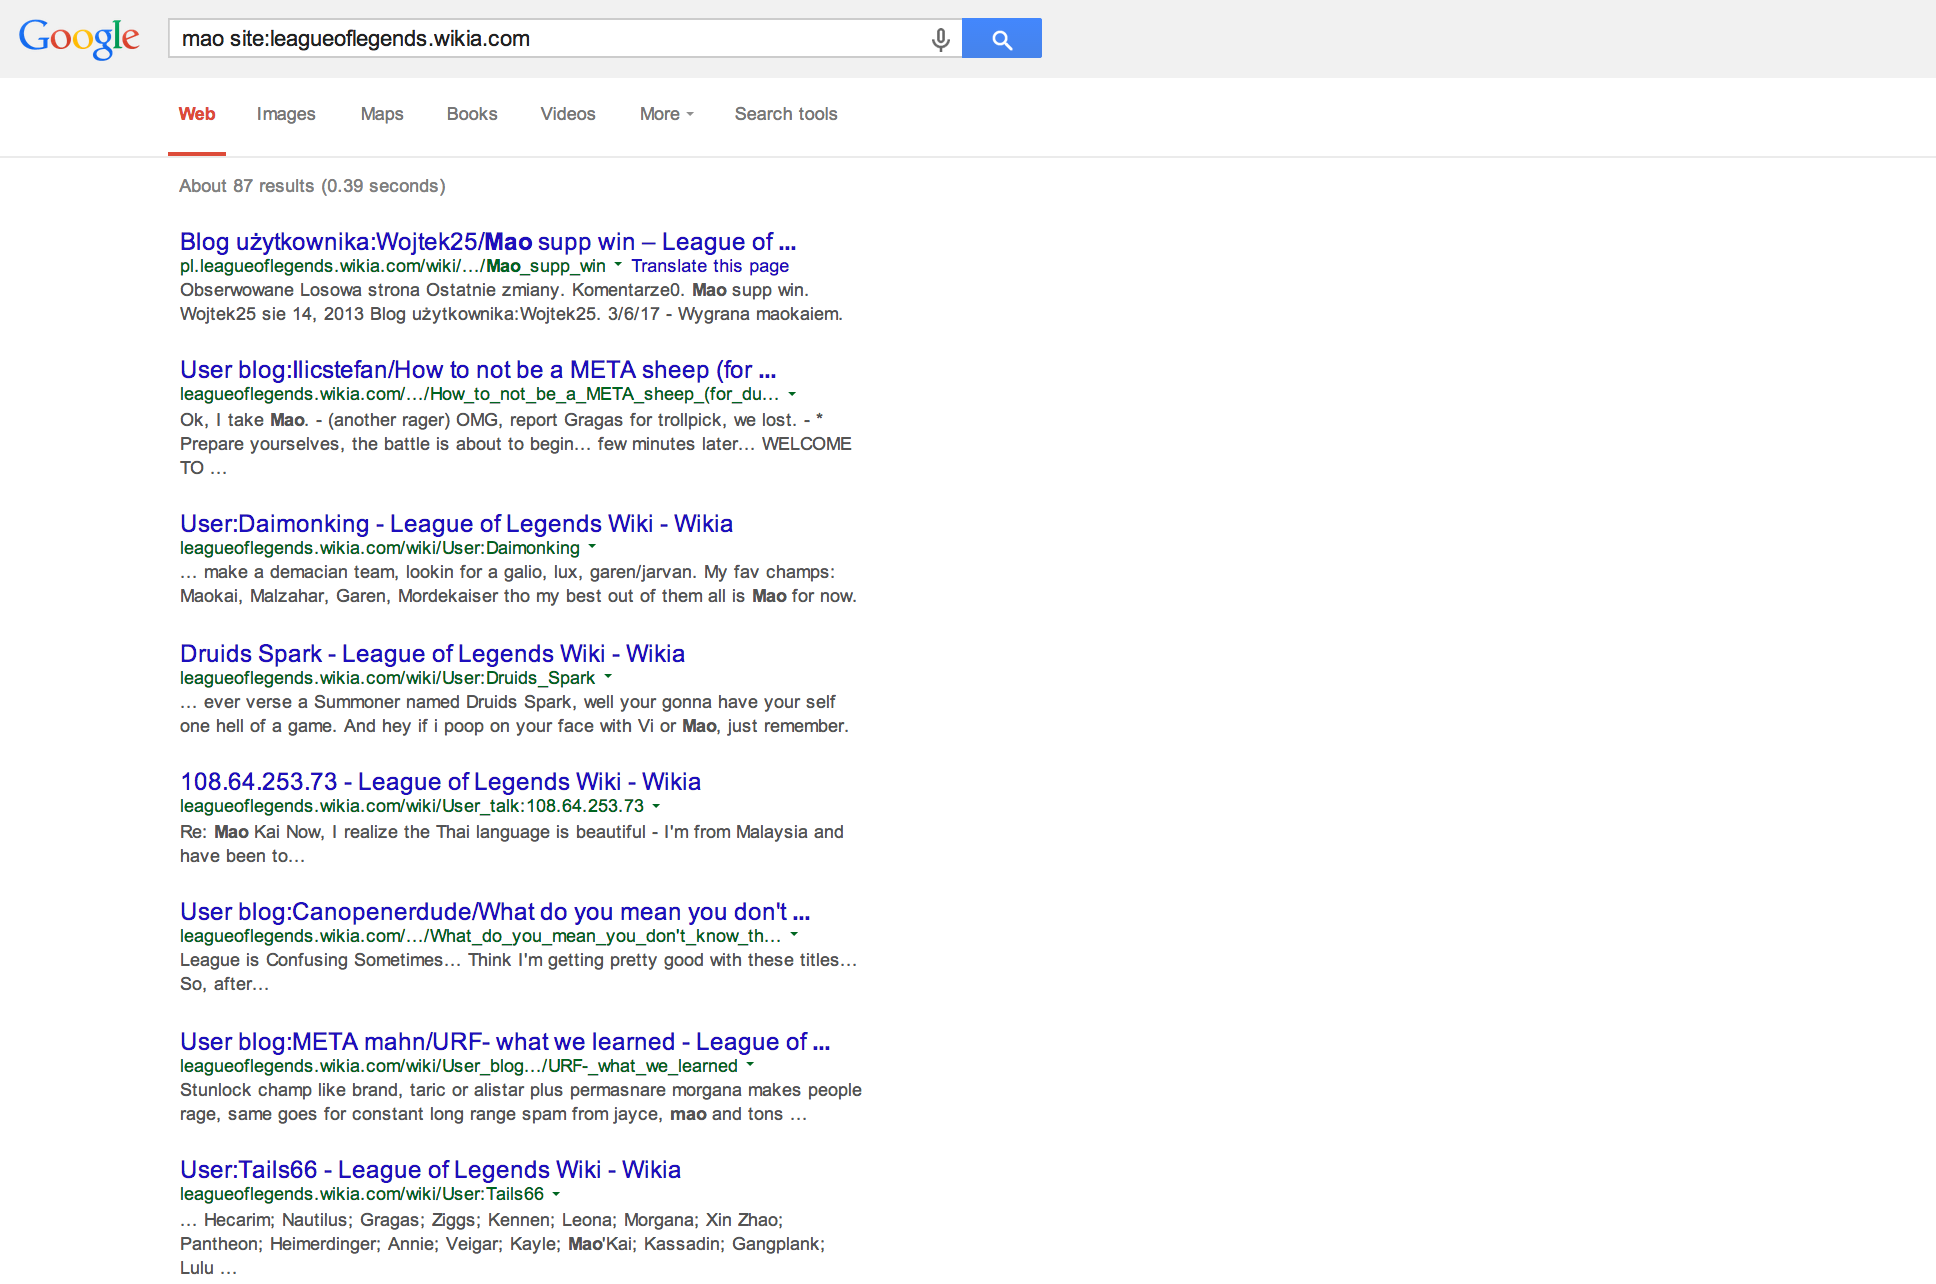 Google
mao site:leagueoflegends.wikia.com
Web Images Maps Books Videos More Search tools
About 87 results (0.39 seconds)
Blog użytkownika:Wojtek25/Mao supp win – League of ...
pl.leagueoflegends.wikia.com/wiki/.../Mao_supp_win Translate this page
Obserwowane Losowa strona Ostatnie zmiany. Komentarze0. Mao supp win.
Wojtek25 sie 14, 2013 Blog użytkownika:Wojtek25. 3/6/17 - Wygrana maokaiem.
User blog:Ilicstefan/How to not be a META sheep (for ...
leagueoflegends.wikia.com/.../How_to_not_be_a_META_sheep_(for_du...
Ok, I take Mao. - (another rager) OMG, report Gragas for trollpick, we lost. - *
Prepare yourselves, the battle is about to begin... few minutes later... WELCOME
TO ...
User:Daimonking - League of Legends Wiki - Wikia
leagueoflegends.wikia.com/wiki/User:Daimonking
... make a demacian team, lookin for a galio, lux, garen/jarvan. My fav champs:
Maokai, Malzahar, Garen, Mordekaiser tho my best out of them all is Mao for now.
Druids Spark - League of Legends Wiki - Wikia
leagueoflegends.wikia.com/wiki/User:Druids_Spark
... ever verse a Summoner named Druids Spark, well your gonna have your self
one hell of a game. And hey if i poop on your face with Vi or Mao, just remember.
108.64.253.73 - League of Legends Wiki - Wikia
leagueoflegends.wikia.com/wiki/User_talk:108.64.253.73
Re: Mao Kai Now, I realize the Thai language is beautiful - I'm from Malaysia and
have been to...
User blog:Canopenerdude/What do you mean you don't ...
leagueoflegends.wikia.com/.../What_do_you_mean_you_don't_know_th...
League is Confusing Sometimes... Think I'm getting pretty good with these titles...
So, after...
User blog:META mahn/URF- what we learned - League of ...
leagueoflegends.wikia.com/wiki/User_blog.../URF-_what_we_learned
Stunlock champ like brand, taric or alistar plus permasnare morgana makes people
rage, same goes for constant long range spam from jayce, mao and tons ...
User:Tails66 - League of Legends Wiki - Wikia
leagueoflegends.wikia.com/wiki/User:Tails66
... Hecarim; Nautilus; Gragas; Ziggs; Kennen; Leona; Morgana; Xin Zhao;
Pantheon; Heimerdinger; Annie; Veigar; Kayle; Mao'Kai; Kassadin; Gangplank;
Lulu ...